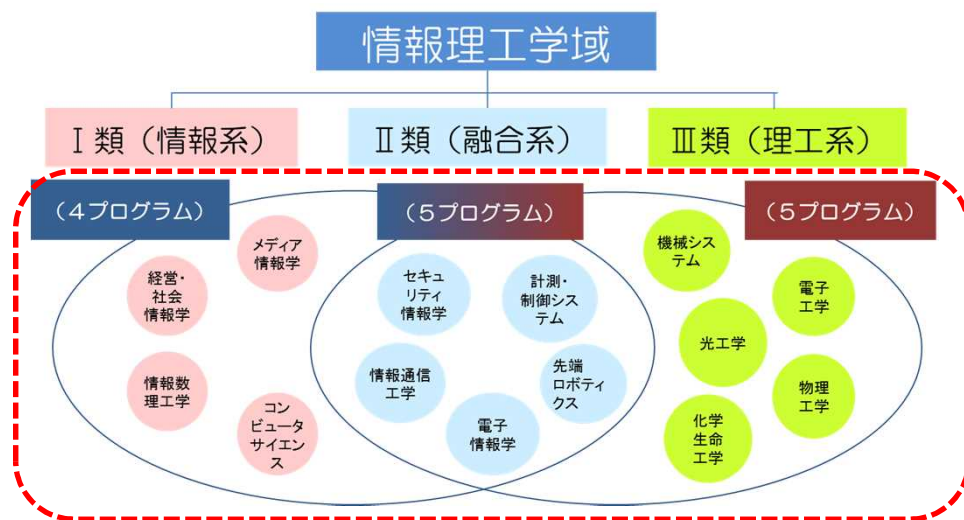 情報理工学域
Ⅰ類（情報系）
Ⅱ類（融合系）
Ⅲ類（理工系）
（４プログラム）
（５プログラム）
（５プログラム）
メディア
情報学
経営・
社会
情報学
情報数
理工学
コン
ピュータ
サイエン
ス
セキュ
リティ
情報学
計測・
制御シス
テム
情報通信
工学
先端
ロボティ
クス
電子
情報学
機械シス
テム
電子
工学
光工学
物理
工学
化学
生命
工学